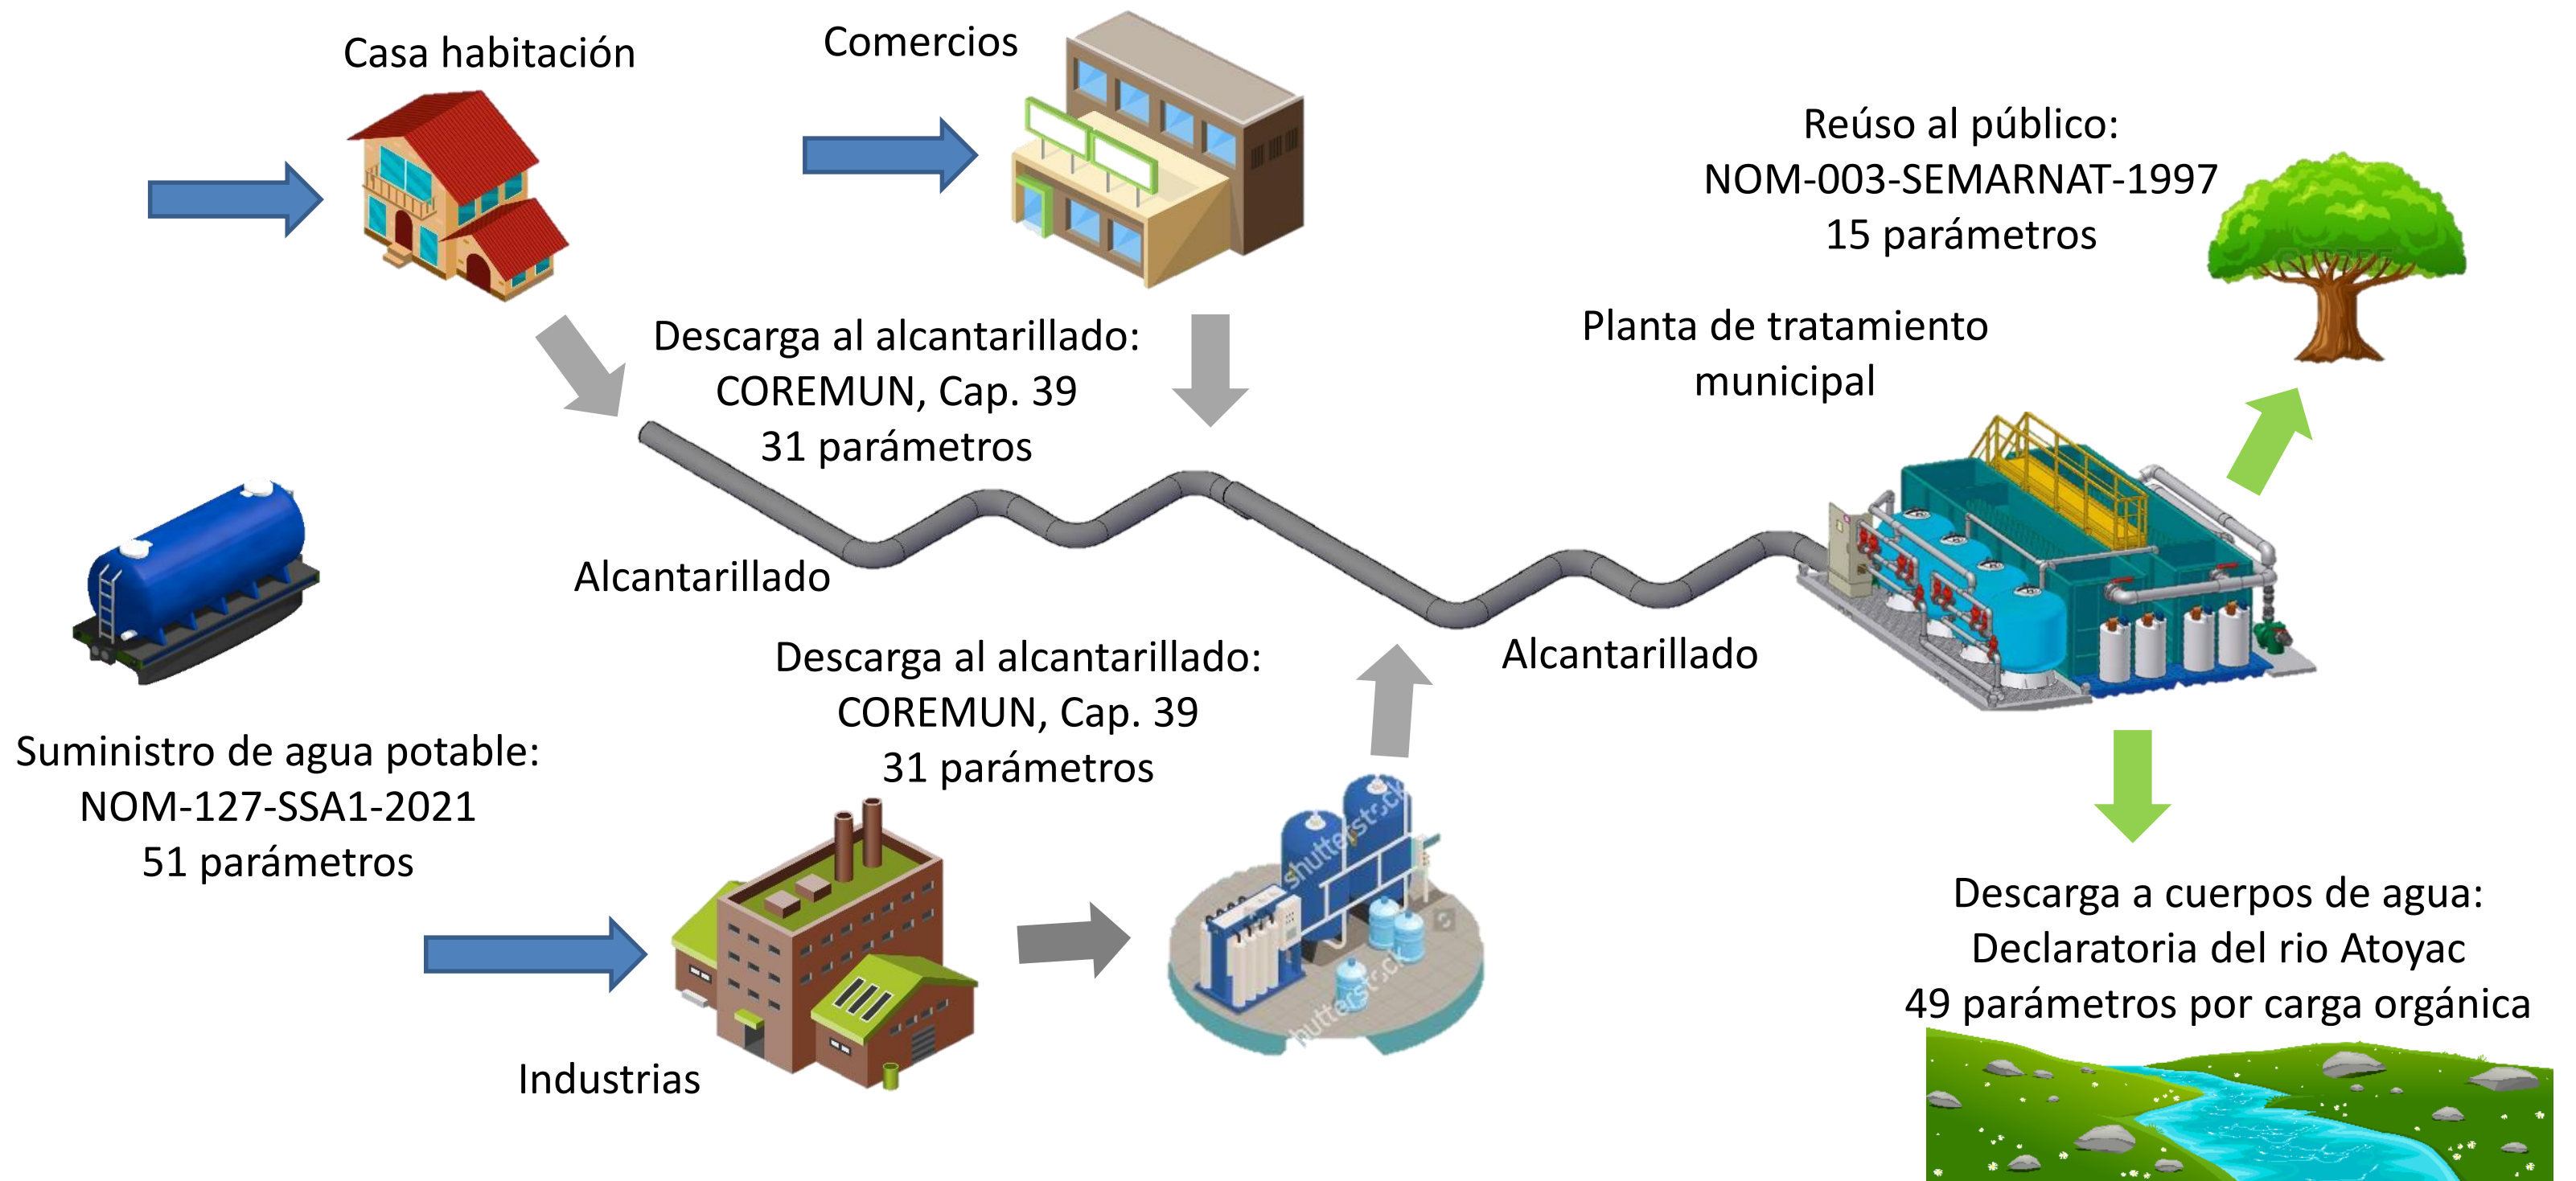 Casa habitación
Comercios
Reúso al público:
NOM-003-SEMARNAT-1997
15 parámetros
Descarga al alcantarillado:
COREMUN, Cap. 39
31 parámetros
Planta de tratamiento
municipal
Alcantarillado
Descarga al alcantarillado:
COREMUN, Cap. 39
31 parámetros
Alcantarillado
Suministro de agua potable:
NOM-127-SSA1-2021
51 parámetros
shutterstock
shutterstock
Industrias
Descarga a cuerpos de agua:
Declaratoria del rio Atoyac
49 parámetros por carga orgánica